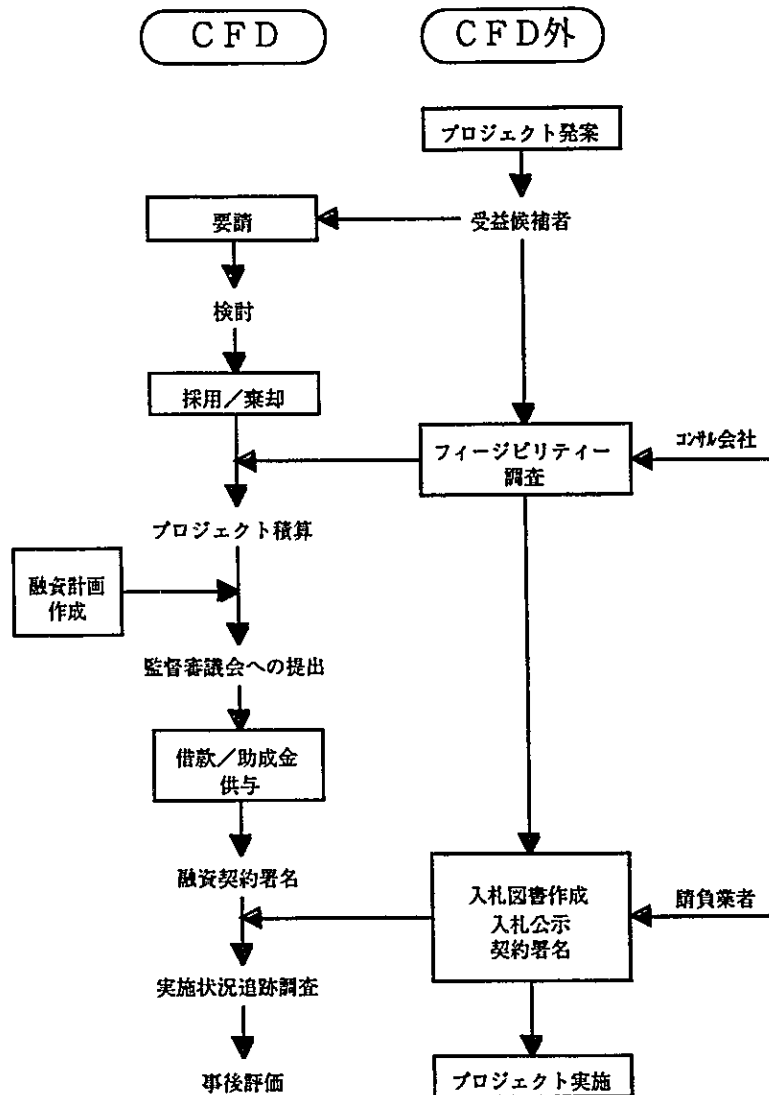 CFD
CFD外
プロジェクト発案
要請
受益候補者
検討
採用／棄却
フィージビリティー
調査
コンサル会社
プロジェクト積算
融資計画
作成
監督審議会への提出
借款／助成金
供与
融資契約署名
入札図書作成
入札公示
契約署名
請負業者
実施状況追跡調査
事後評価
プロジェクト実施